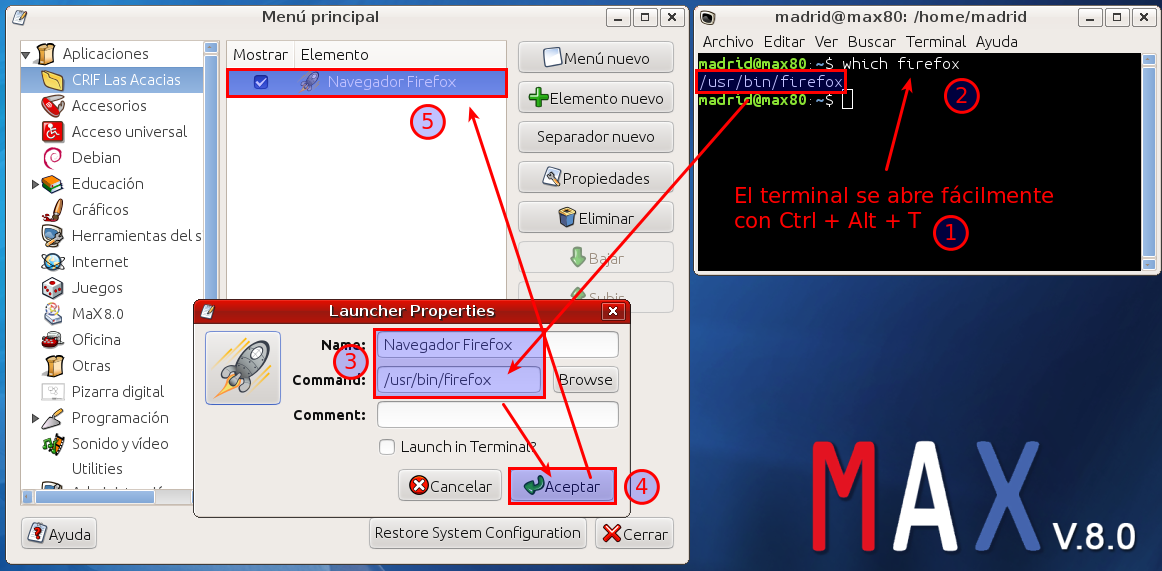 Menú principal
Aplicaciones
CRIF Las Acacias
Accesorios
Acceso universal
Debian
Educación
Gráficos
Herramientas del s
Internet
Juegos
MaX 8.0
Oficina
Otras
Pizarra digital
Programación
Sonido y vídeo
Utilities
Mostrar Elemento
Navegador Firefox
5
Menú nuevo
Elemento nuevo
Separador nuevo
Propiedades
Eliminar
Bajar
Subir
Ayuda
Restore System Configuration
Cerrar
Launcher Properties
Name: Navegador Firefox
3
Command: /usr/bin/firefox Browse
Comment:
Launch in Terminal?
Cancelar
Aceptar
4
madrid@max80: /home/madrid
Archivo Editar Ver Buscar Terminal Ayuda
madrid@max80:~$ which firefox
/usr/bin/firefox
madrid@max80:~$
2
El terminal se abre fácilmente
con Ctrl + Alt + T
1
MAX
V.8.0